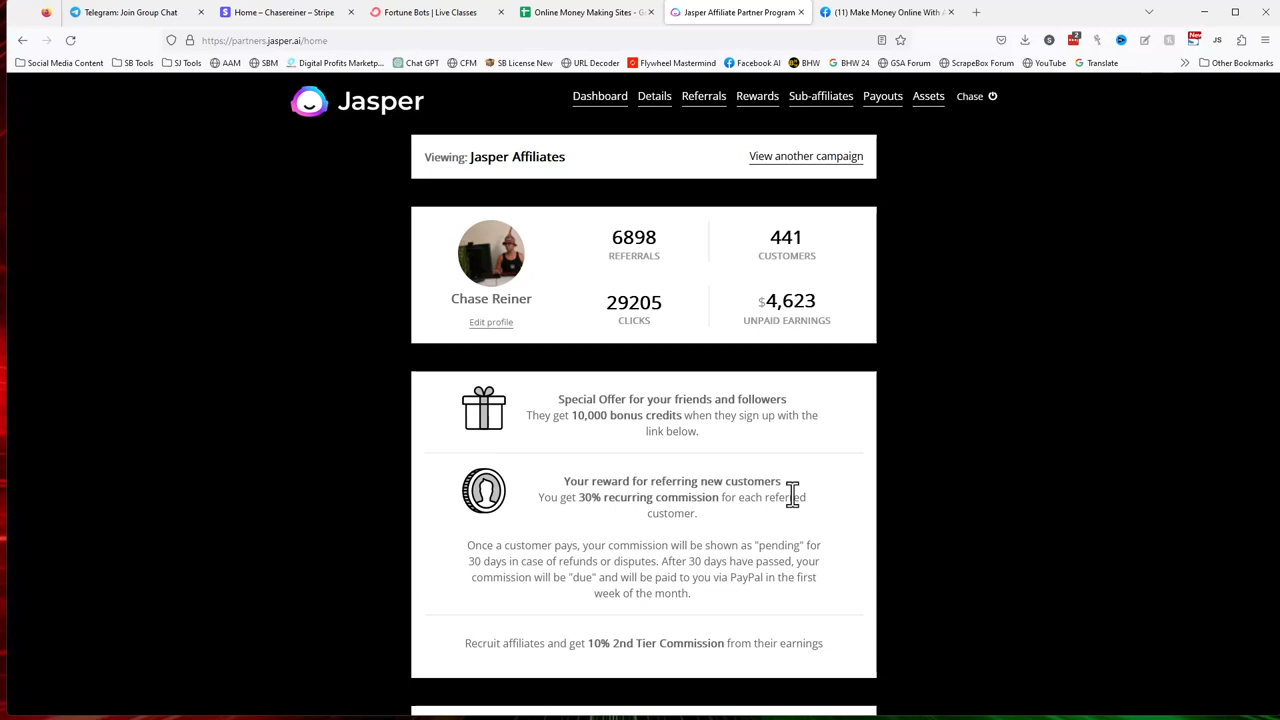 Telegram: Join Group Chat
Home – Chasereiner – Stripe
Fortune Bots | Live Classes
Online Money Making Sites - G
Jasper Affiliate Partner Program
(11) Make Money Online With A
https://partners.jasper.ai/home
2
New
JS
Social Media Content
SB Tools
SJ Tools
AAM
SBM
Digital Profits Marketp...
Chat GPT
CFM
SB License New
URL Decoder
Flywheel Mastermind
Facebook AI
BHW
BHW 24
GSA Forum
ScrapeBox Forum
YouTube
Translate
Other Bookmarks
Jasper
Dashboard
Details
Referrals
Rewards
Sub-affiliates
Payouts
Assets
Chase
Viewing: Jasper Affiliates
View another campaign
6898
REFERRALS
441
CUSTOMERS
Chase Reiner
Edit profile
29205
CLICKS
$4,623
UNPAID EARNINGS
Special Offer for your friends and followers
They get 10,000 bonus credits when they sign up with the
link below.
Your reward for referring new customers
You get 30% recurring commission for each referred
customer.
Once a customer pays, your commission will be shown as "pending" for
30 days in case of refunds or disputes. After 30 days have passed, your
commission will be "due" and will be paid to you via PayPal in the first
week of the month.
Recruit affiliates and get 10% 2nd Tier Commission from their earnings